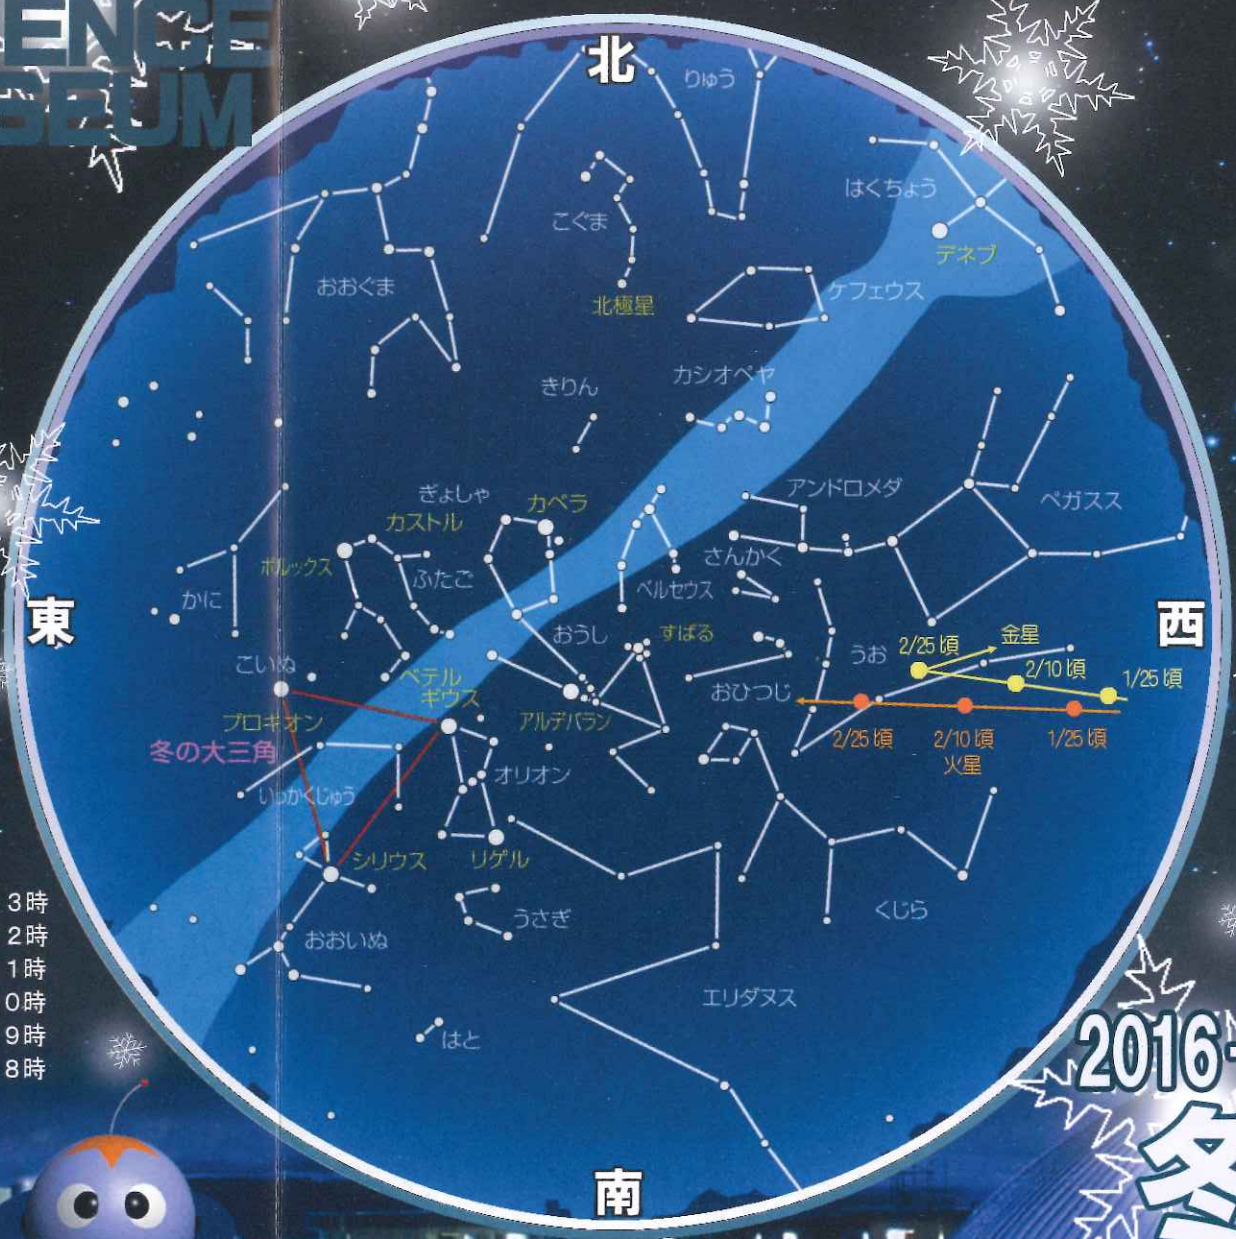 ENCE
SEUM
北
りゅう
はくちょう
こぐま
デネブ
おおぐま
北極星
ケフェウス
きりん
カシオペヤ
ぎょしゃ
カペラ
アンドロメダ
ペガスス
カストル
さんかく
ポルックス
ふたご
ペルセウス
かに
東
おうし
すばる
西
こいぬ
うお
2/25頃
金星
2/10頃
1/25頃
ベテル
ギウス
おひつじ
プロキオン
アルデバラン
冬の大三角
2/25頃
2/10頃
1/25頃
火星
オリオン
いっかくじゅう
シリウス
リゲル
うさぎ
くじら
おおいぬ
エリダヌス
はと
3時
2時
1時
0時
9時
8時
2016-
冬
南